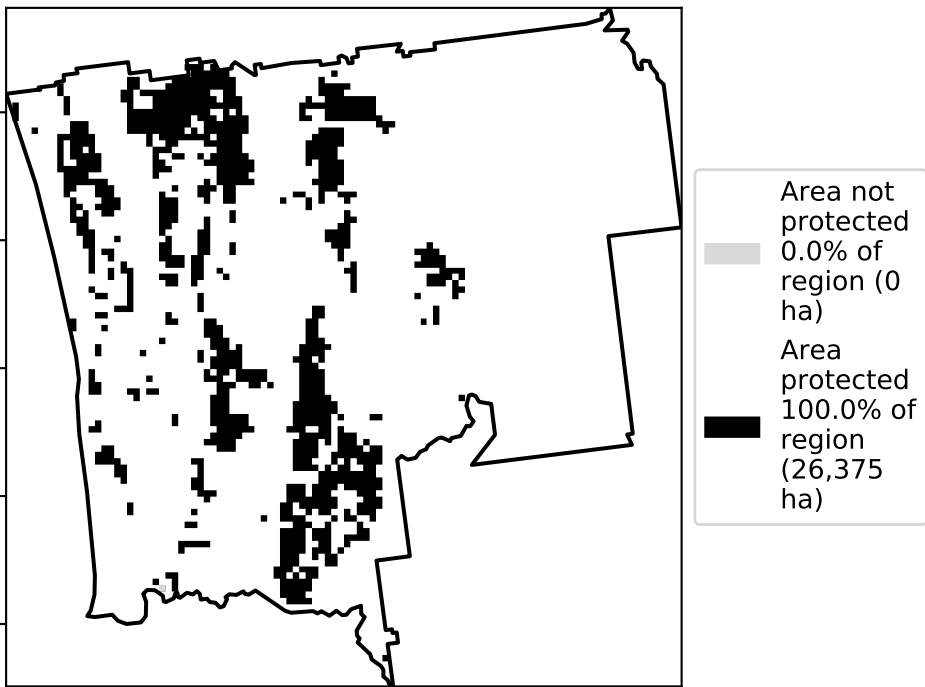 Area not
protected
0.0% of
region (0
ha)
Area
protected
100.0% of
region
(26,375
ha)